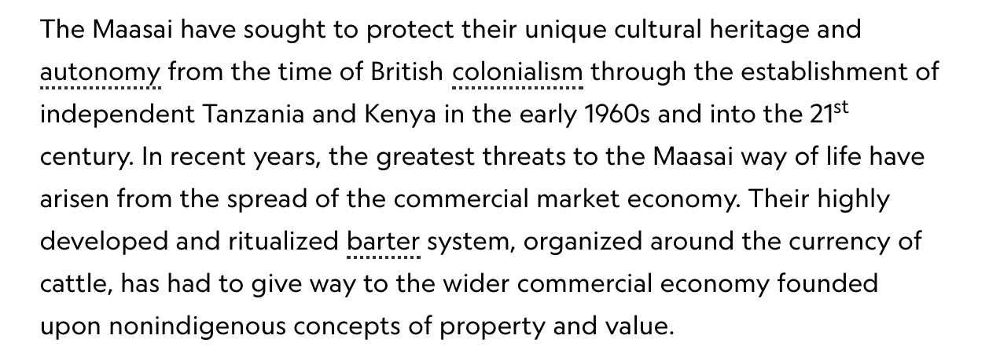 The Maasai have sought to protect their unique cultural heritage and
autonomy from the time of British colonialism through the establishment of
independent Tanzania and Kenya in the early 1960s and into the 21st
century. In recent years, the greatest threats to the Maasai way of life have
arisen from the spread of the commercial market economy. Their highly
developed and ritualized barter system, organized around the currency of
cattle, has had to give way to the wider commercial economy founded
upon nonindigenous concepts of property and value.